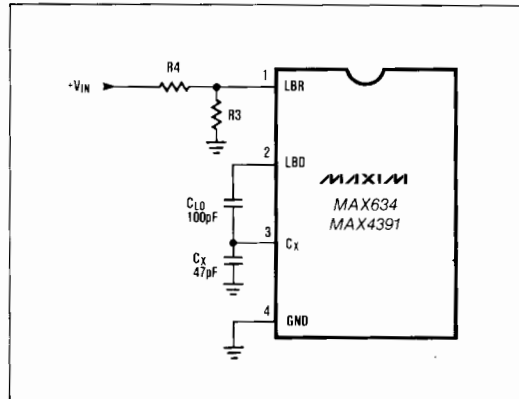 R4
+VIN
1
LBR
R3
2
LBD
MAXIM
MAX634
MAX4391
CLO
100pF
3
CX
CX
47pF
4
GND